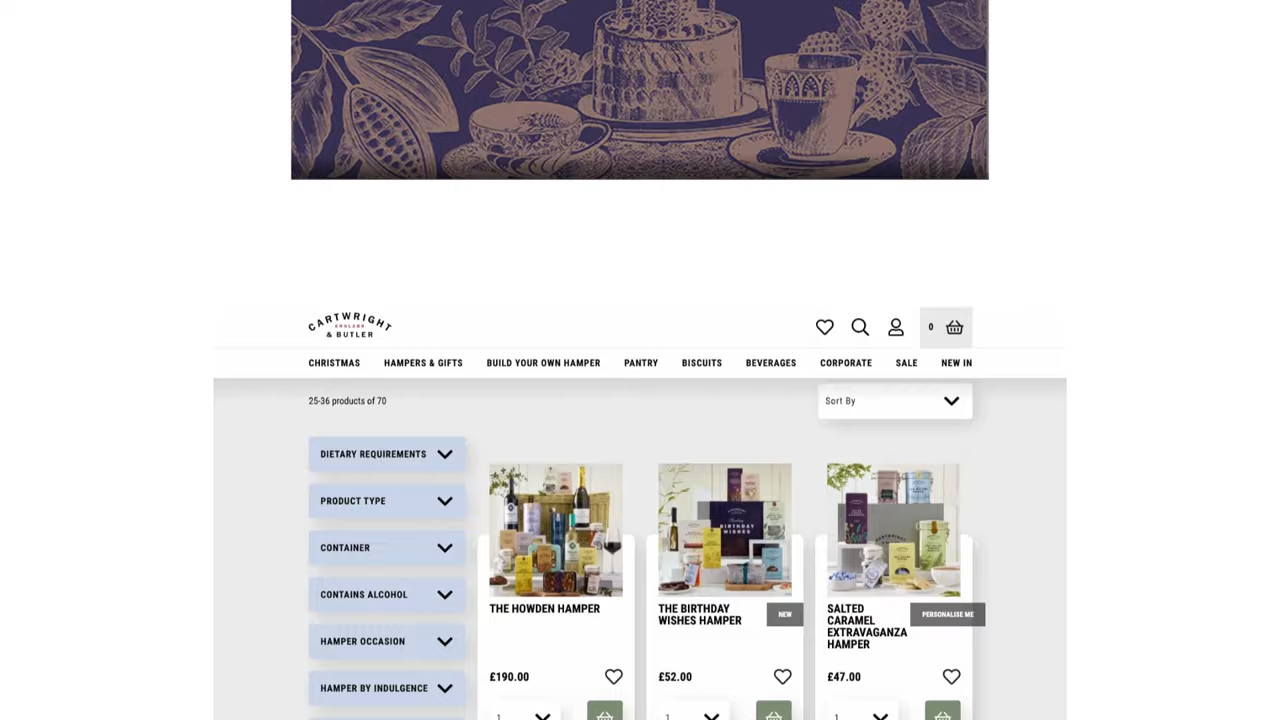 CARTWRIGHT
ENGLAND
& BUTLER
0
CHRISTMAS HAMPERS & GIFTS BUILD YOUR OWN HAMPER PANTRY BISCUITS BEVERAGES CORPORATE SALE NEW IN
25-36 products of 70
Sort By
DIETARY REQUIREMENTS
PRODUCT TYPE
CONTAINER
CONTAINS ALCOHOL
HAMPER OCCASION
HAMPER BY INDULGENCE
BIRTHDAY
WISHES
THE HOWDEN HAMPER
£190.00
1
THE BIRTHDAY
WISHES HAMPER
NEW
£52.00
1
SALTED
CARAMEL
EXTRAVAGANZA
HAMPER
PERSONALISE ME
£47.00
1